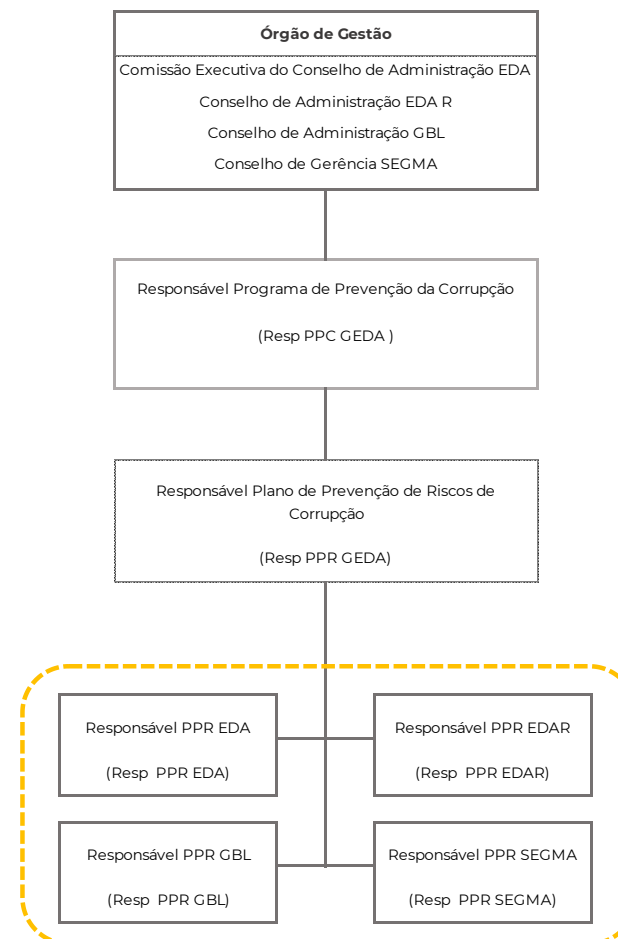 Órgão de Gestão
Comissão Executiva do Conselho de Administração EDA
Conselho de Administração EDA R
Conselho de Administração GBL
Conselho de Gerência SEGMA
Responsável Programa de Prevenção da Corrupção
(Resp PPC GEDA )
Responsável Plano de Prevenção de Riscos de
Corrupção
(Resp PPR GEDA)
Responsável PPR EDA
(Resp PPR EDA)
Responsável PPR EDAR
(Resp PPR EDAR)
Responsável PPR GBL
(Resp PPR GBL)
Responsável PPR SEGMA
(Resp PPR SEGMA)